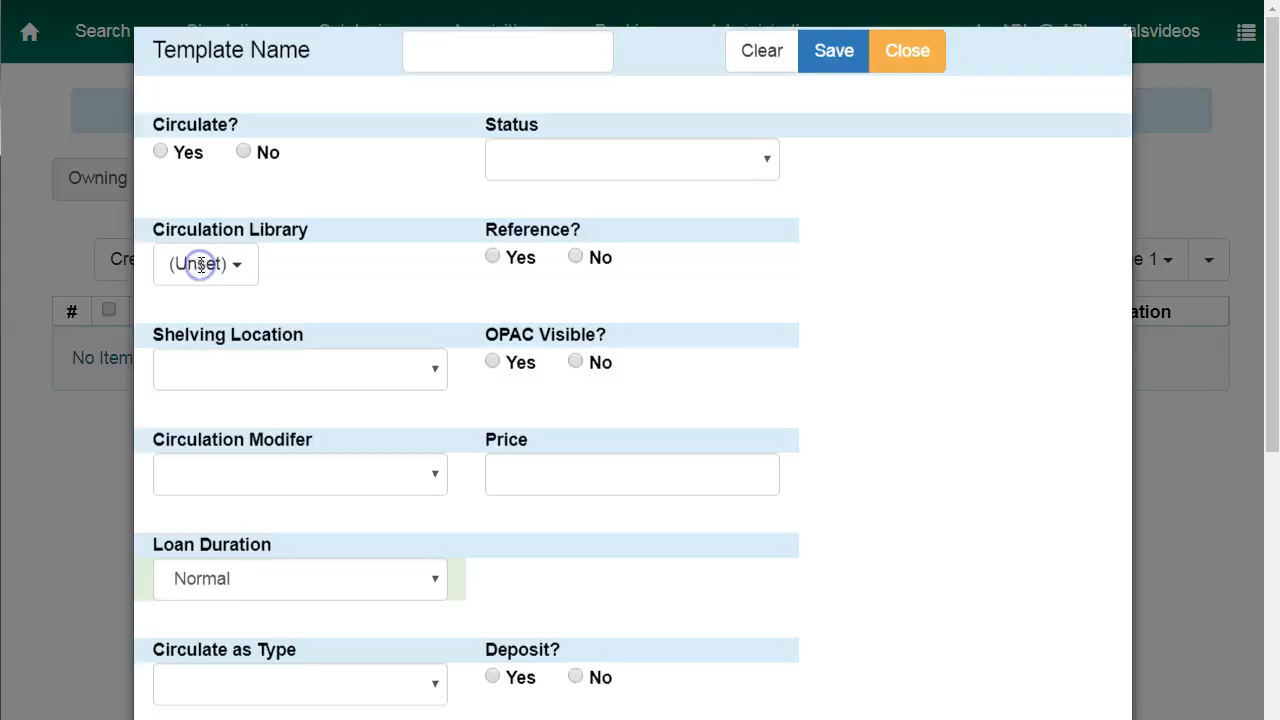 Search
alsvideos
Template Name
Clear
Save
Close
Circulate?
Status
Yes
No
Owning
Circulation Library
Reference?
(Unset)
Yes
No
Cre
e 1
Shelving Location
OPAC Visible?
#
ation
No Item
Yes
No
Circulation Modifer
Price
Loan Duration
Normal
Circulate as Type
Deposit?
Yes
No